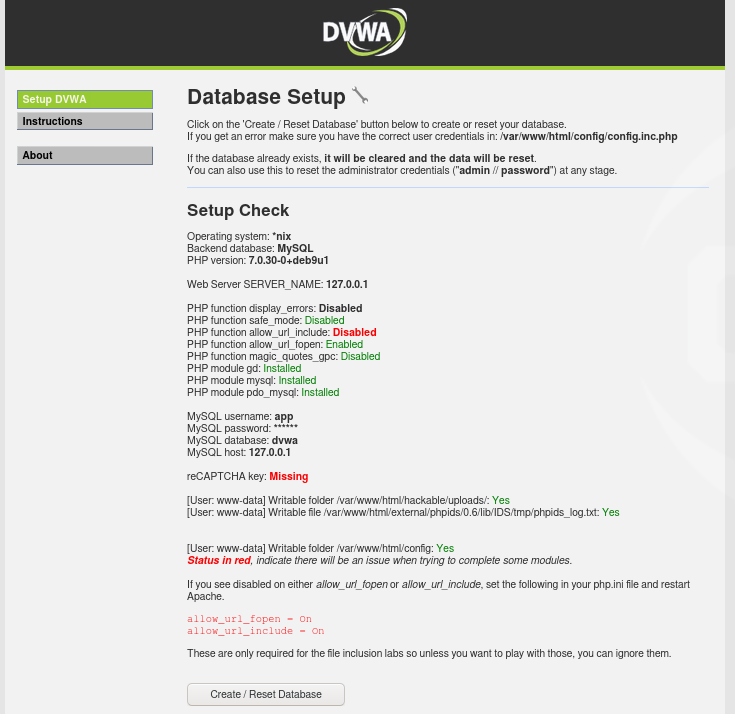 DVWA
Setup DVWA
Instructions
About
Database Setup
Click on the 'Create / Reset Database' button below to create or reset your database.
If you get an error make sure you have the correct user credentials in: /var/www/html/config/config.inc.php
If the database already exists, it will be cleared and the data will be reset.
You can also use this to reset the administrator credentials ("admin // password") at any stage.
Setup Check
Operating system: *nix
Backend database: MySQL
PHP version: 7.0.30-0+deb9u1
Web Server SERVER_NAME: 127.0.0.1
PHP function display_errors: Disabled
PHP function safe_mode: Disabled
PHP function allow_url_include: Disabled
PHP function allow_url_fopen: Enabled
PHP function magic_quotes_gpc: Disabled
PHP module gd: Installed
PHP module mysql: Installed
PHP module pdo_mysql: Installed
MySQL username: app
MySQL password: ******
MySQL database: dvwa
MySQL host: 127.0.0.1
reCAPTCHA key: Missing
[User: www-data] Writable folder /var/www/html/hackable/uploads/: Yes
[User: www-data] Writable file /var/www/html/external/phpids/0.6/lib/IDS/tmp/phpids_log.txt: Yes
[User: www-data] Writable folder /var/www/html/config: Yes
Status in red, indicate there will be an issue when trying to complete some modules.
If you see disabled on either allow_url_fopen or allow_url_include, set the following in your php.ini file and restart
Apache.
allow_url_fopen = On
allow_url_include = On
These are only required for the file inclusion labs so unless you want to play with those, you can ignore them.
Create / Reset Database